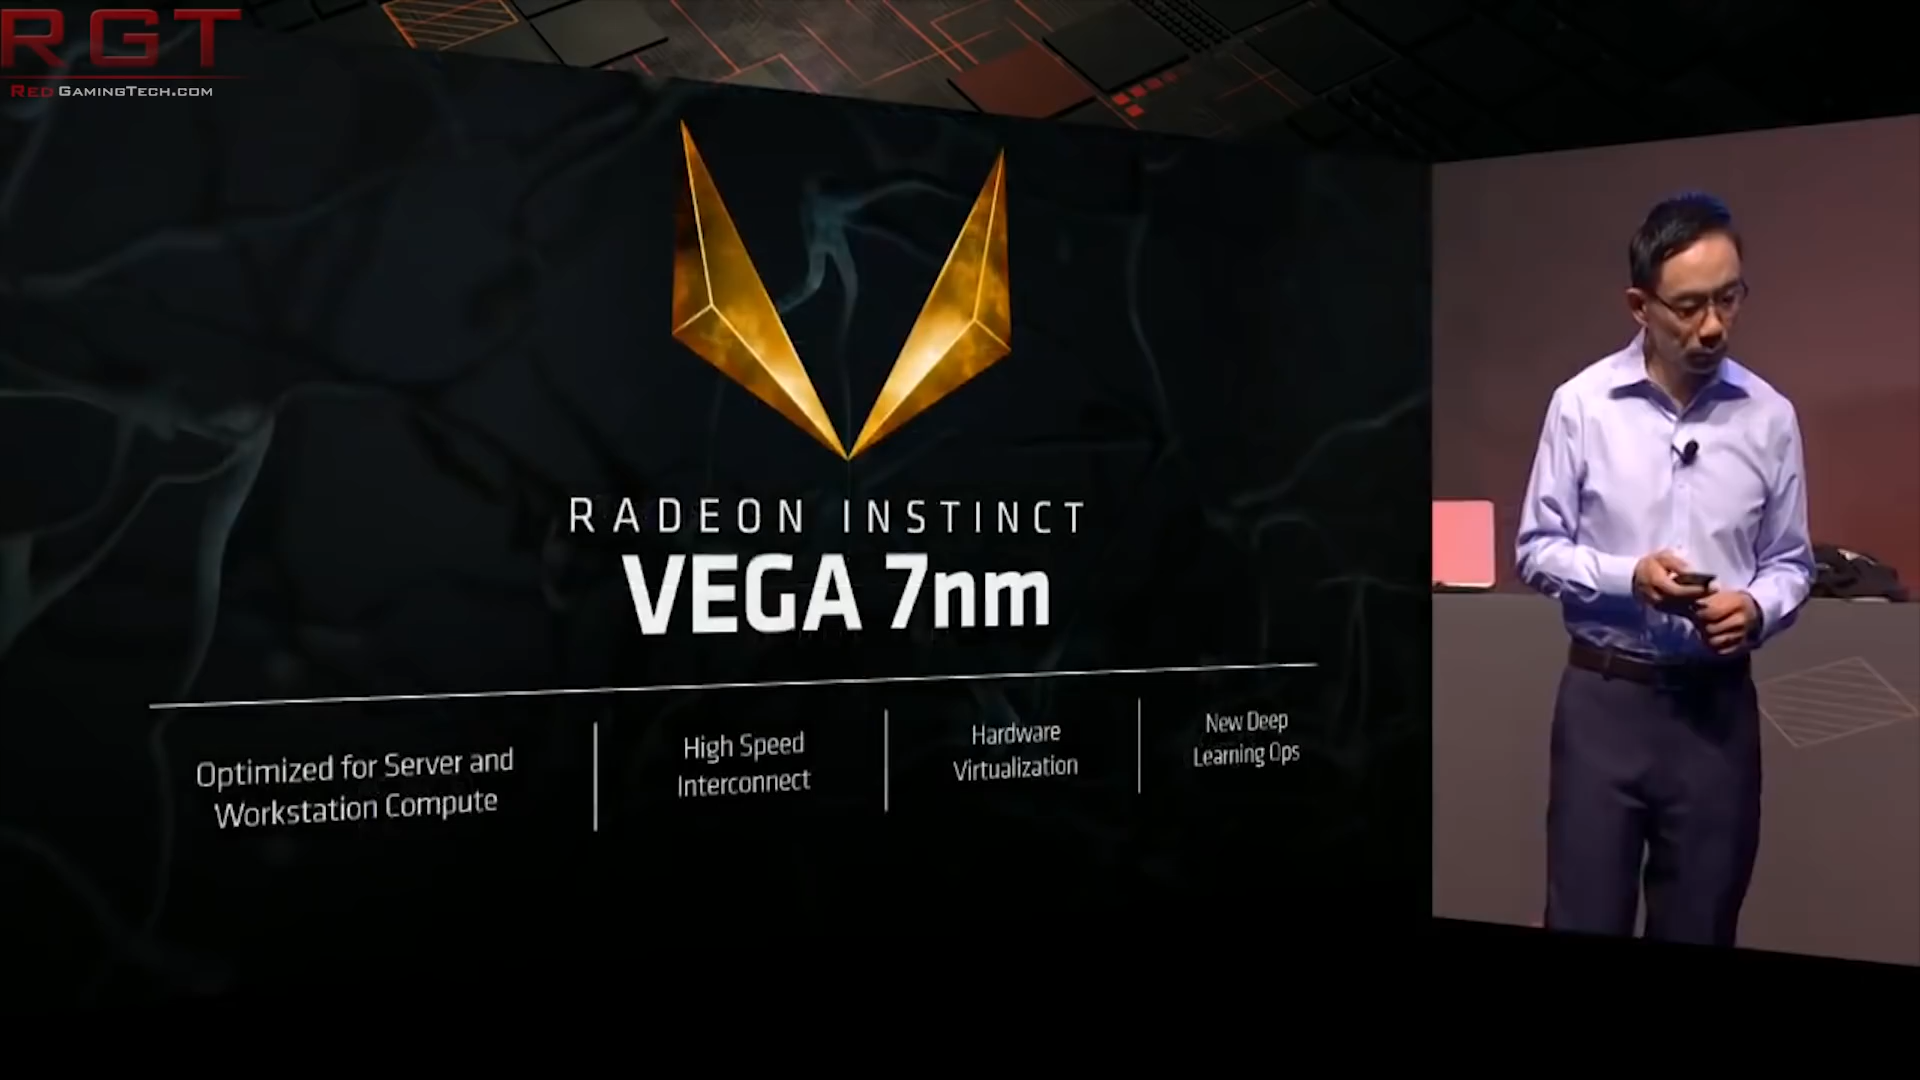 RGT
RED GAMINGTECH.COM
RADEON INSTINCT
VEGA 7nm
Optimized for Server and
Workstation Compute
High Speed
Interconnect
Hardware
Virtualization
New Deep
Learning Ops